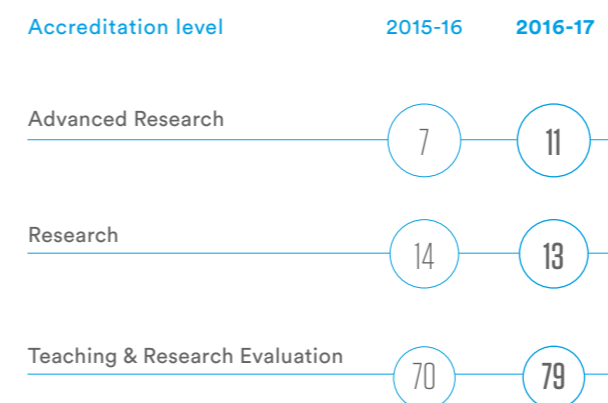 Accreditation level 2015-16 2016-17
Advanced Research 7 11
Research 14 13
Teaching & Research Evaluation 70 79